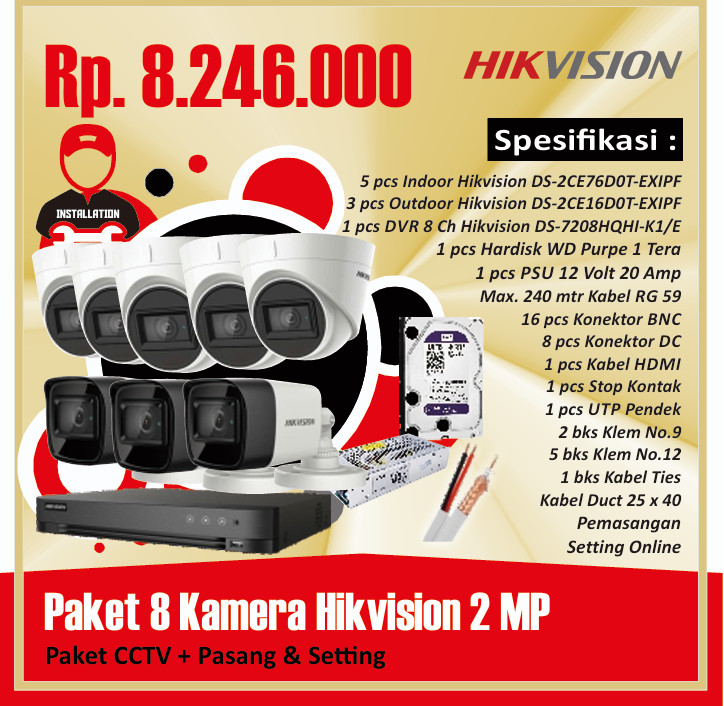 Rp. 8.246.000
HIKVISION
Spesifikasi :
INSTALLATION
5 pcs Indoor Hikvision DS-2CE76D0T-EXIPF
3 pcs Outdoor Hikvision DS-2CE16D0T-EXIPF
1 pcs DVR 8 Ch Hikvision DS-7208HQHI-K1/E
1 pcs Hardisk WD Purpe 1 Tera
1 pcs PSU 12 Volt 20 Amp
Max. 240 mtr Kabel RG 59
16 pcs Konektor BNC
8 pcs Konektor DC
1 pcs Kabel HDMI
1 pcs Stop Kontak
1 pcs UTP Pendek
2 bks Klem No.9
5 bks Klem No.12
1 bks Kabel Ties
Kabel Duct 25 x 40
Pemasangan
Setting Online
HIKVISION
HIKVISION
Paket 8 Kamera Hikvision 2 MP
Paket CCTV + Pasang & Setting